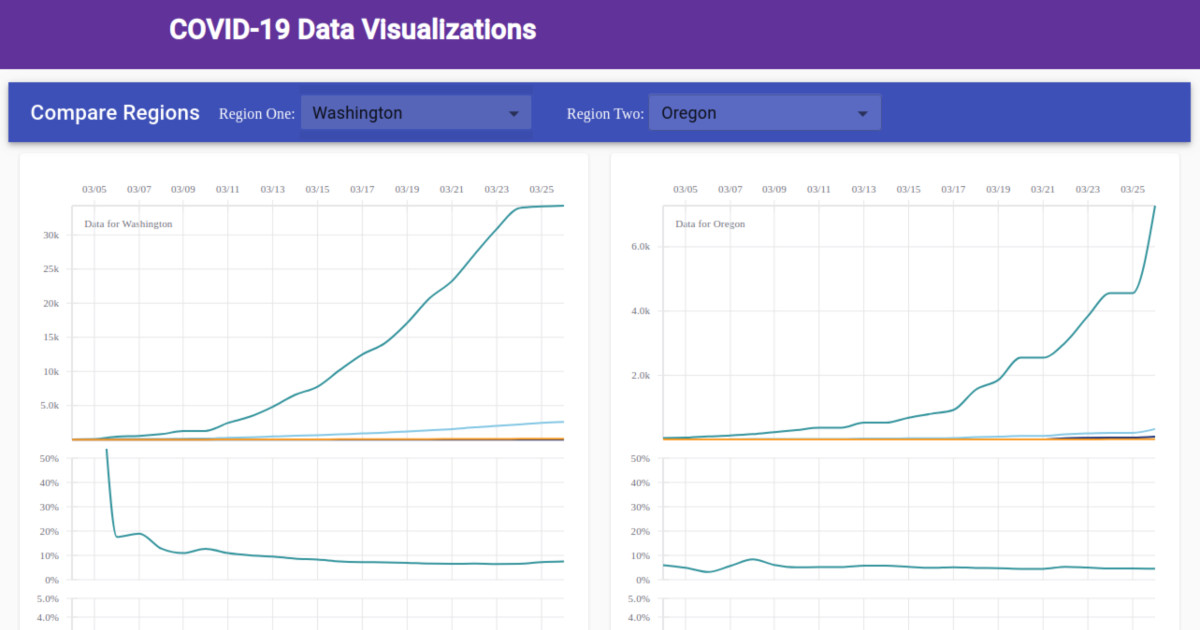 COVID-19 Data Visualizations
Compare Regions Region One: Washington Region Two: Oregon
03/05 03/07 03/09 03/11 03/13 03/15 03/17 03/19 03/21 03/23 03/25
Data for Washington
30k
25k
20k
15k
10k
5.0k
50%
40%
30%
20%
10%
0%
5.0%
4.0%
03/05 03/07 03/09 03/11 03/13 03/15 03/17 03/19 03/21 03/23 03/25
Data for Oregon
6.0k
4.0k
2.0k
50%
40%
30%
20%
10%
0%
5.0%
4.0%